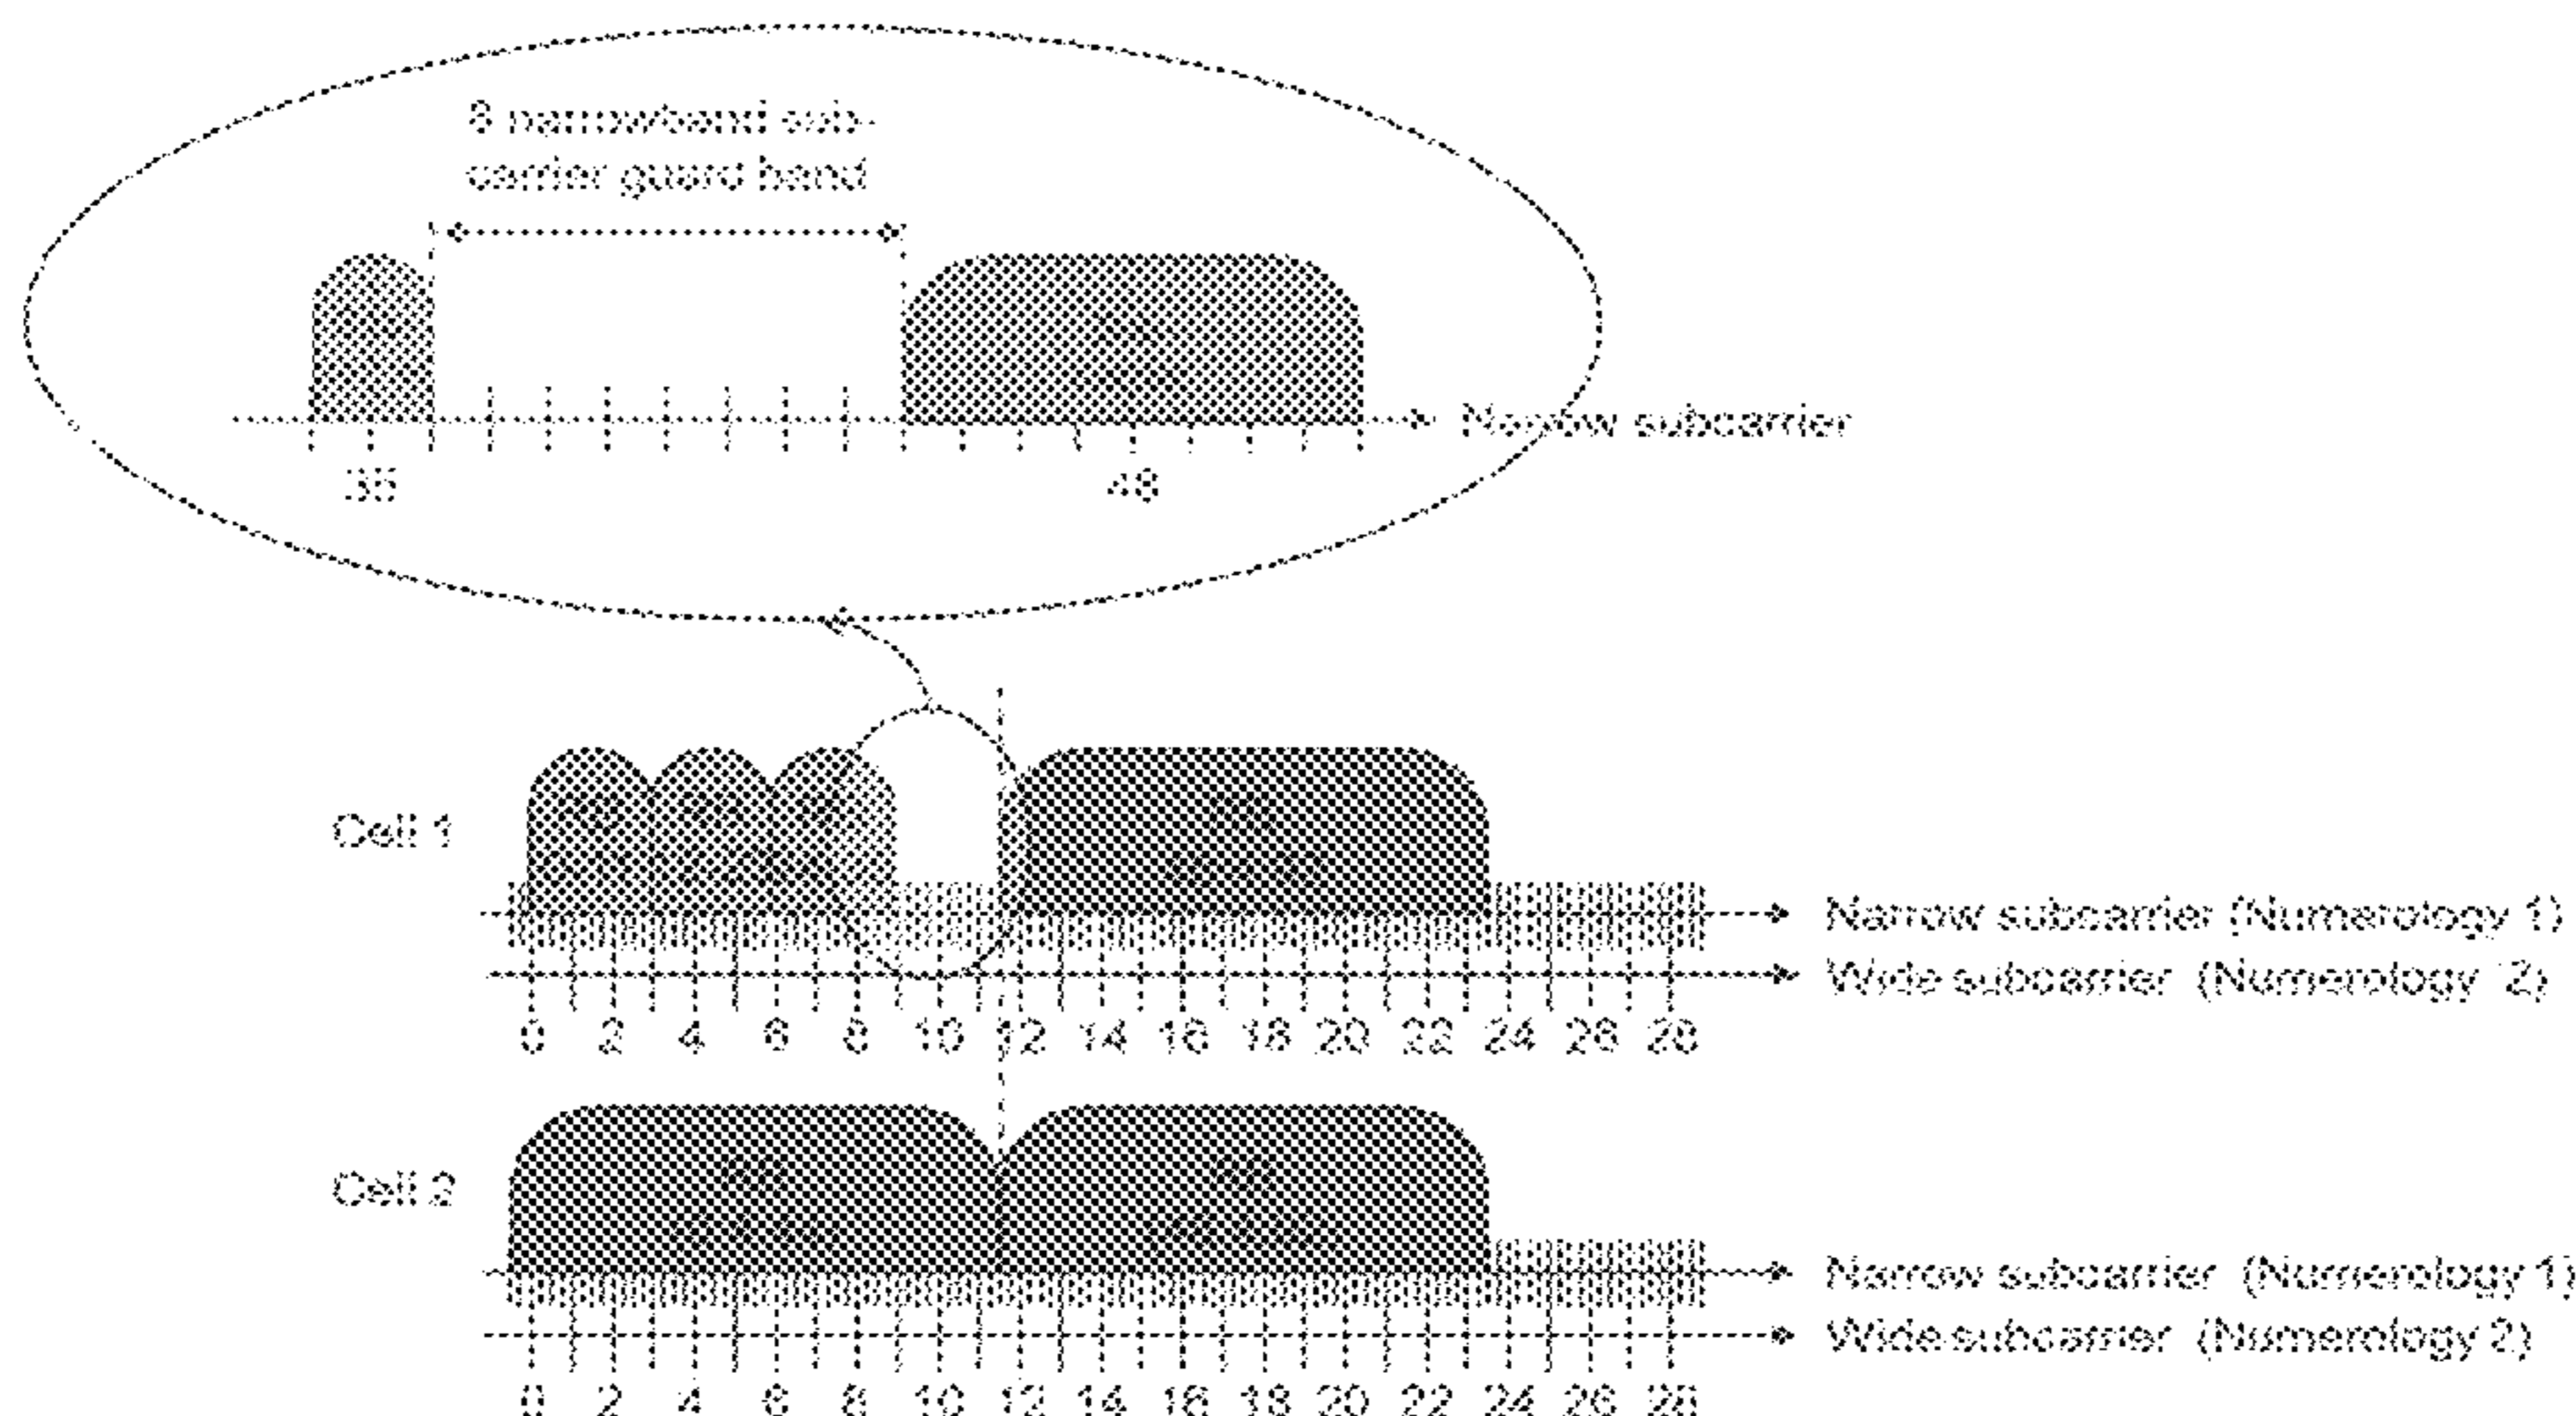 8 narrowband sub-
carrier guard band
Narrow subcarrier
35 48
Cell 1
Narrow subcarrier (Numerology 1)
Wide subcarrier (Numerology 2)
0 2 4 6 8 10 12 14 16 18 20 22 24 26 28
Cell 2
Narrow subcarrier (Numerology 1)
Wide subcarrier (Numerology 2)
0 2 4 6 8 10 12 14 16 18 20 22 24 26 28